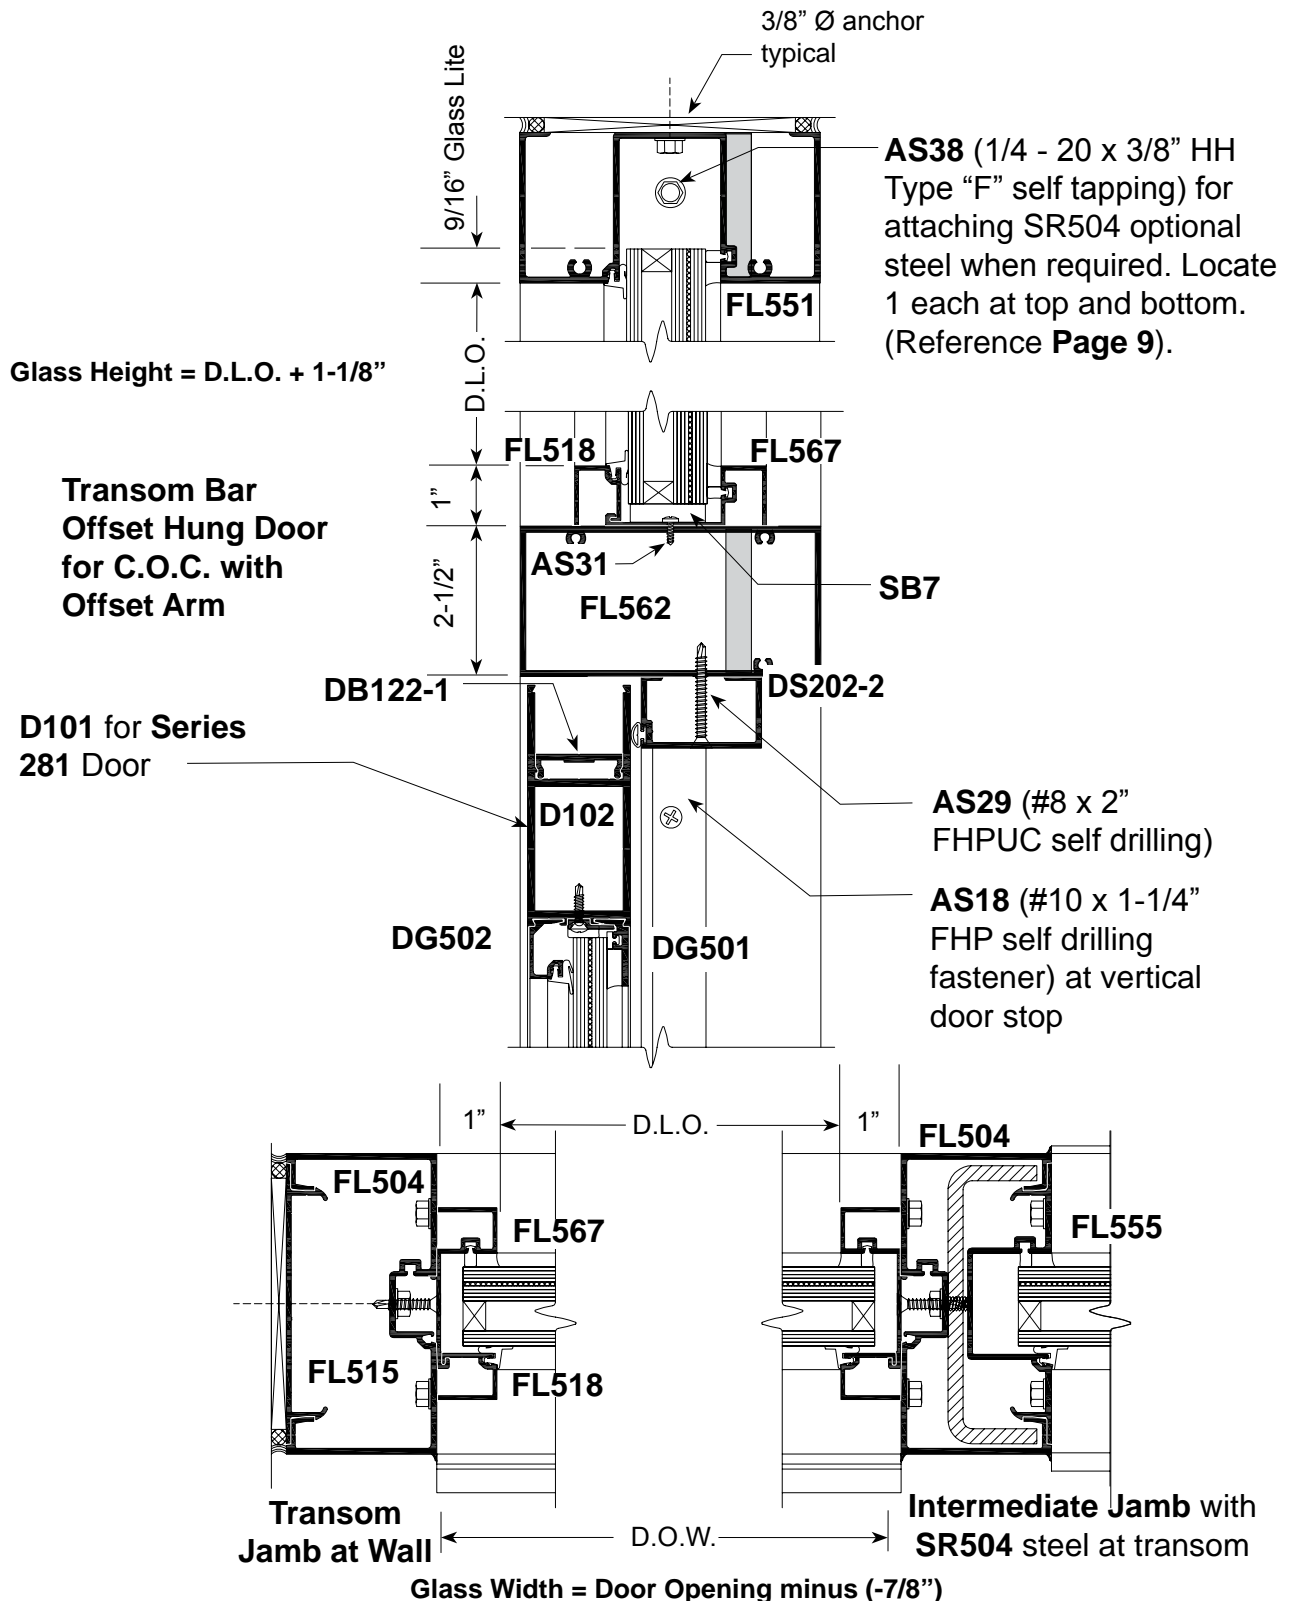 3/8” Ø anchor
typical
9/16” Glass Lite
AS38 (1/4 - 20 x 3/8” HH
Type “F” self tapping) for
attaching SR504 optional
steel when required. Locate
1 each at top and bottom.
(Reference Page 9).
FL551
D.L.O.
Glass Height = D.L.O. + 1-1/8”
FL518
FL567
1”
Transom Bar
Offset Hung Door
for C.O.C. with
Offset Arm
AS31
SB7
FL562
2-1/2”
DB122-1
DS202-2
D101 for Series
281 Door
D102
AS29 (#8 x 2”
FHPUC self drilling)
AS18 (#10 x 1-1/4”
FHP self drilling
fastener) at vertical
door stop
DG502
DG501
1”
D.L.O.
1”
FL504
FL504
FL567
FL555
FL515
FL518
Transom
Jamb at Wall
D.O.W.
Intermediate Jamb with
SR504 steel at transom
Glass Width = Door Opening minus (-7/8”)